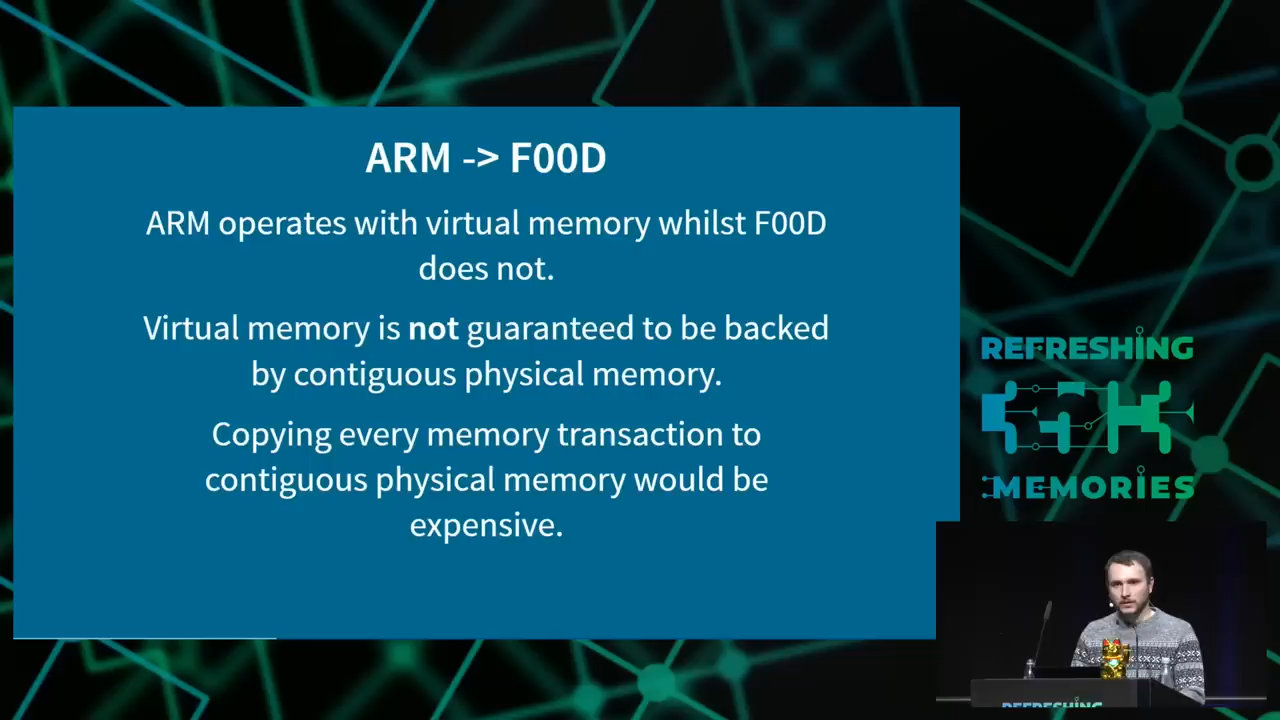 ARM -> F00D
ARM operates with virtual memory whilst F00D
does not.
Virtual memory is not guaranteed to be backed
by contiguous physical memory.
Copying every memory transaction to
contiguous physical memory would be
expensive.
REFRESHING
MEMORIES
REFRESHING